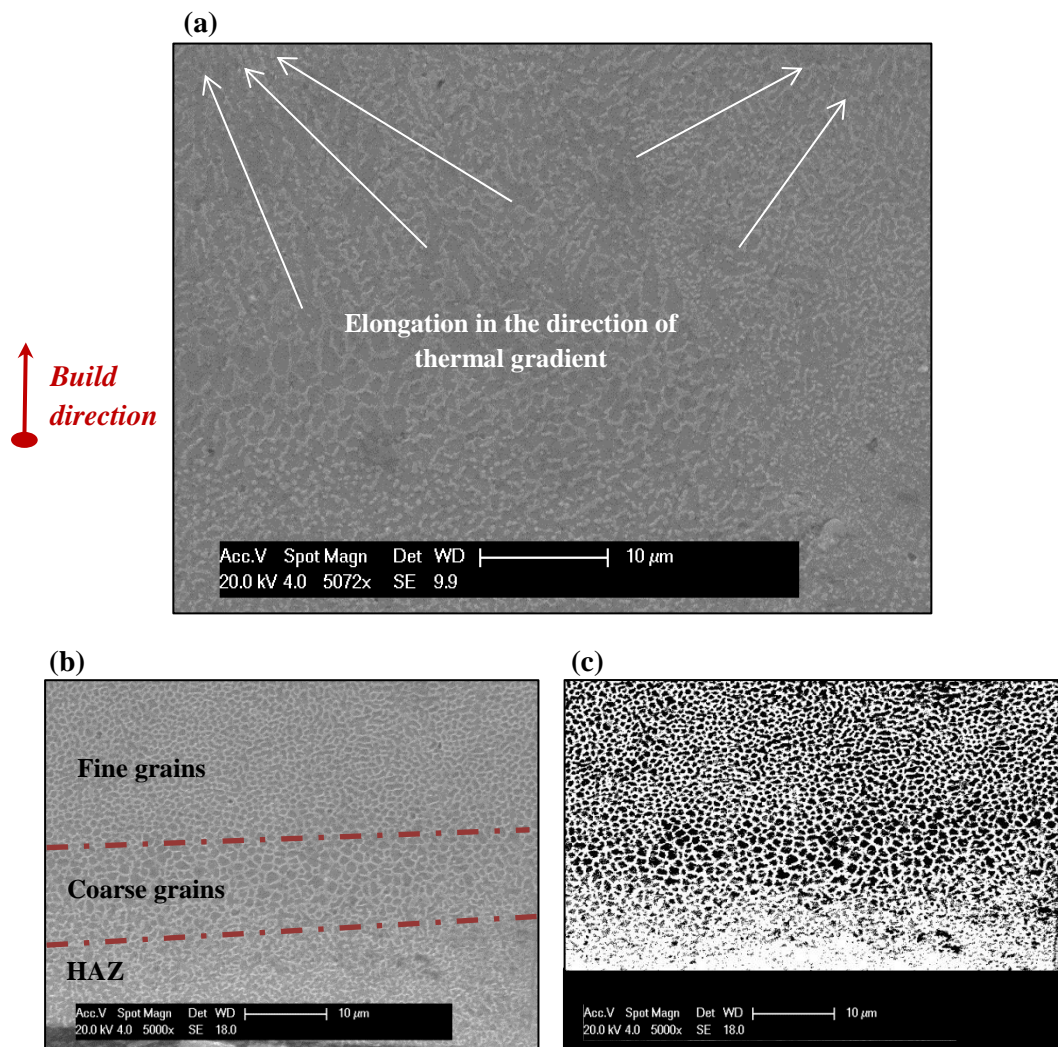 (a)
Elongation in the direction of
thermal gradient
Build
direction
Acc.V Spot Magn Det WD 10 µm
20.0 kV 4.0 5072x SE 9.9
(b)
(c)
Fine grains
Coarse grains
HAZ
Acc.V Spot Magn Det WD 10 µm
20.0 kV 4.0 5000x SE 18.0
Acc.V Spot Magn Det WD 10 µm
20.0 kV 4.0 5000x SE 18.0